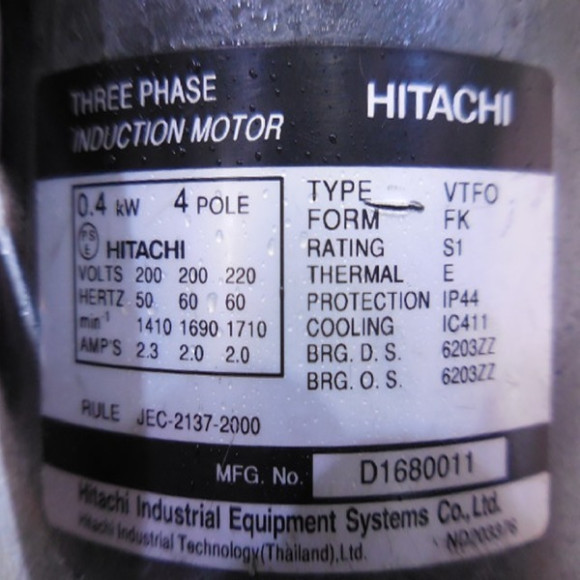 THREE PHASE
INDUCTION MOTOR
HITACHI
0.4 kW 4 POLE
HITACHI
VOLTS 200 200 220
HERTZ 50 60 60
min-1 1410 1690 1710
AMP'S 2.3 2.0 2.0
RULE JEC-2137-2000
TYPE VTFO
FORM FK
RATING S1
THERMAL E
PROTECTION IP44
COOLING IC411
BRG. D. S. 6203ZZ
BRG. O. S. 6203ZZ
MFG. No. D1680011
Hitachi Industrial Equipment Systems Co., Ltd.
Hitachi Industrial Technology(Thailand),Ltd.